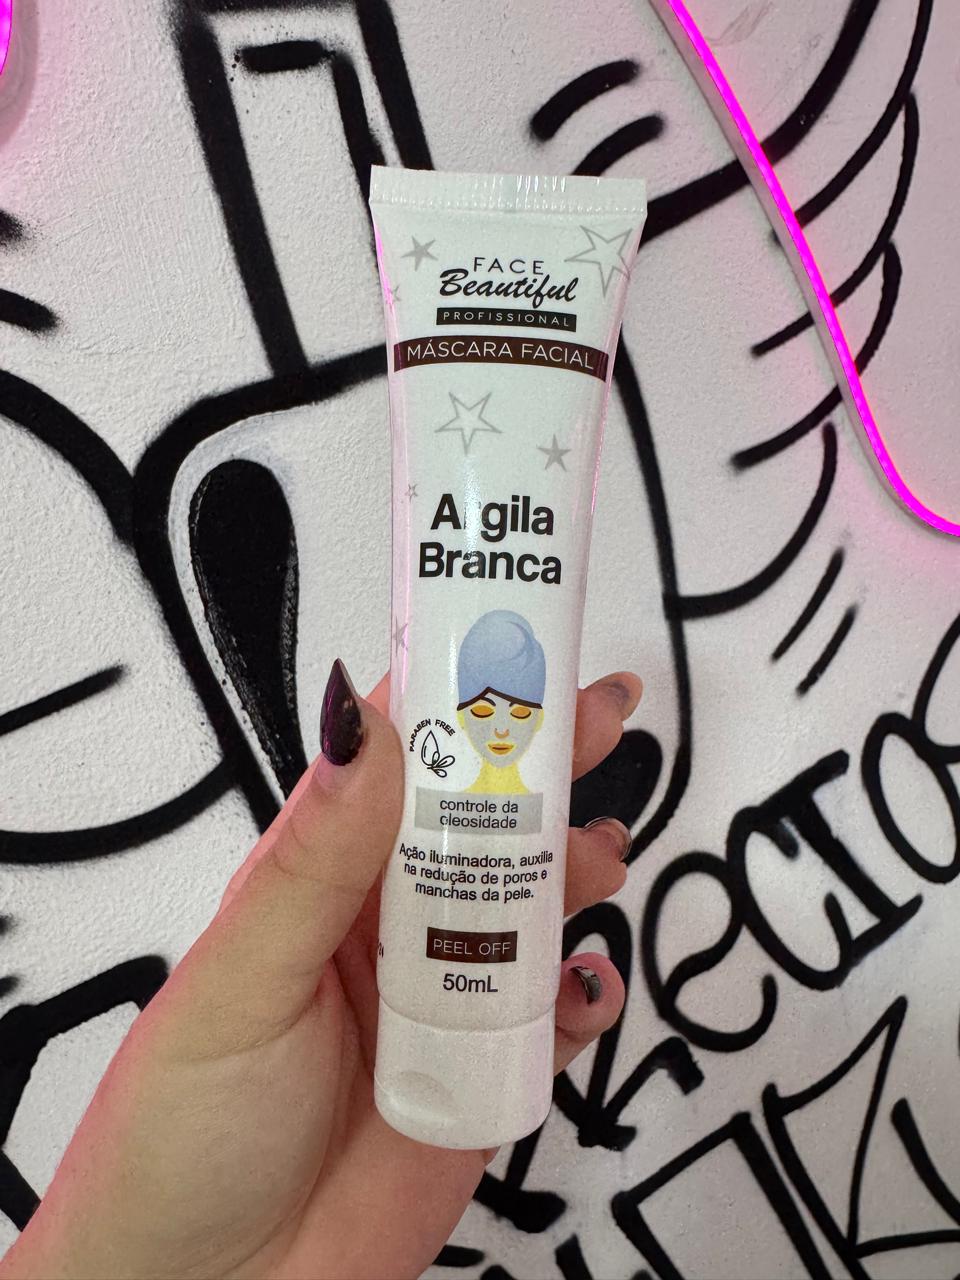 FACE
Beautiful
PROFISSIONAL
MÁSCARA FACIAL
Argila
Branca
PARABEN FREE
controle da
oleosidade
Ação iluminadora, auxilia
na redução de poros e
manchas da pele.
PEEL OFF
50mL